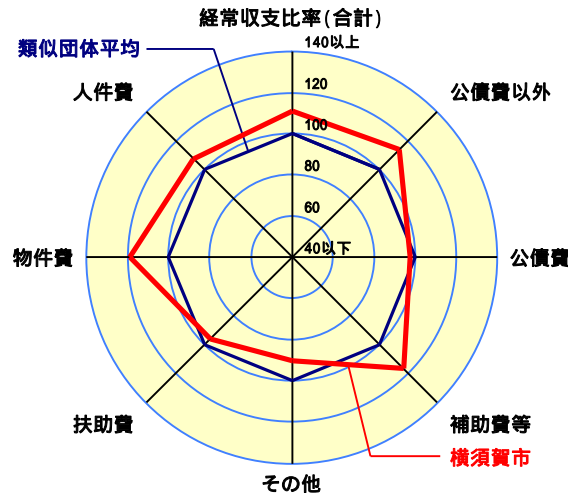 経常収支比率(合計)
140以上
類似団体平均
人件費
120
公債費以外
100
80
60
物件費
40以下
公債費
扶助費
補助費等
横須賀市
その他